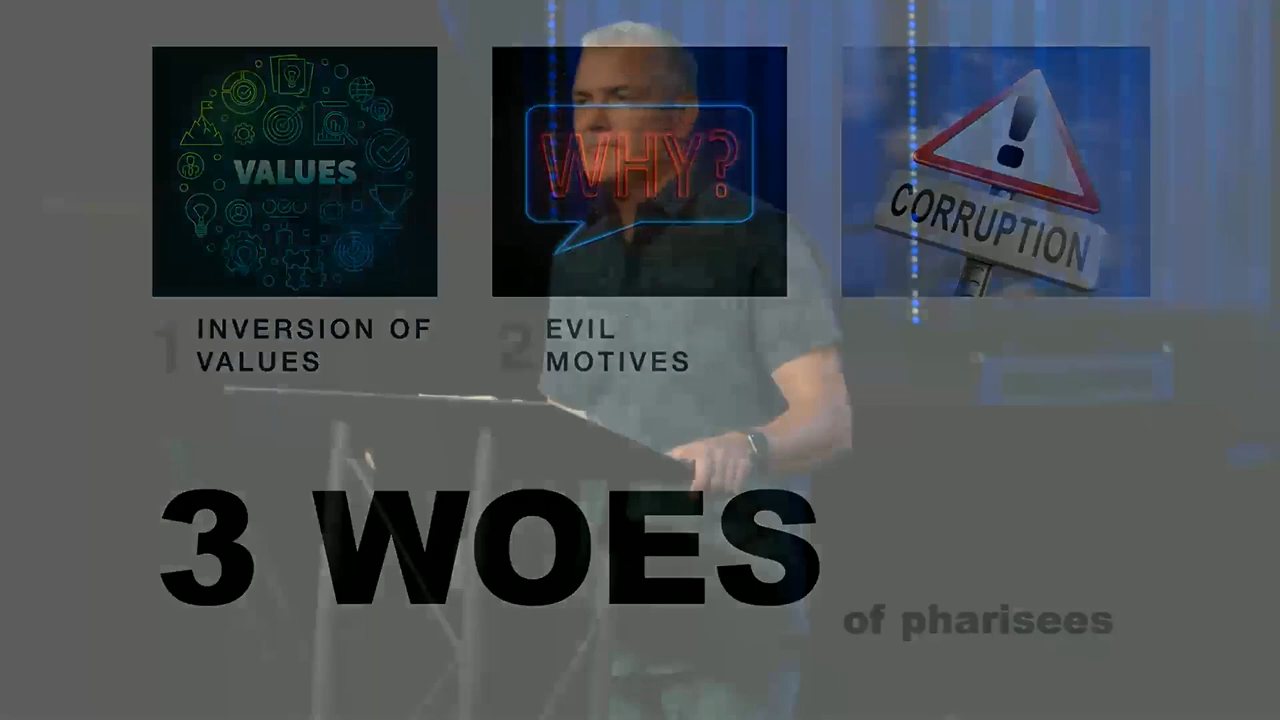 VALUES
WHY?
CORRUPTION
1 INVERSION OF
VALUES
2 EVIL
MOTIVES
3 WOES
of pharisees